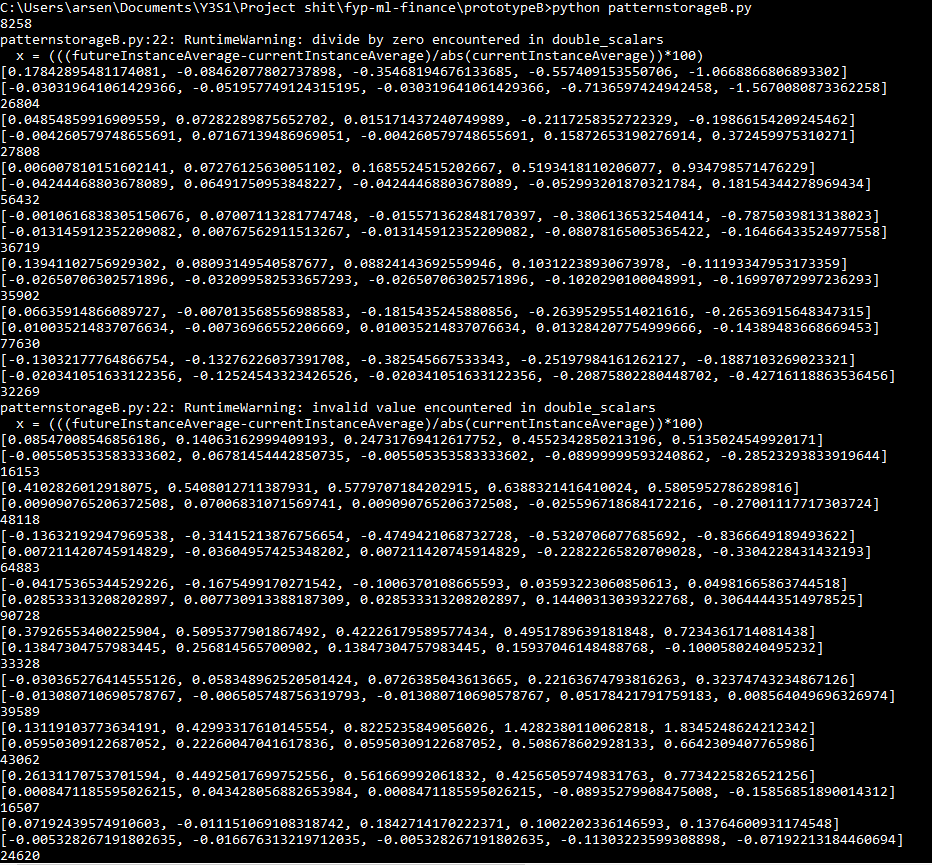 C:\Users\arsen\Documents\Y3S1\Project shit\fyp-ml-finance\prototypeB>python patternstorageB.py
8258
patternstorageB.py:22: RuntimeWarning: divide by zero encountered in double_scalars
  x = (((futureInstanceAverage-currentInstanceAverage)/abs(currentInstanceAverage))*100)
[0.17842895481174081, -0.08462077802737898, -0.35468194676133685, -0.557409153550706, -1.0668866806893302]
[-0.030319641061429366, -0.051957749124315195, -0.030319641061429366, -0.7136597424942458, -1.5670080873362258]
26804
[0.04854859916909559, 0.07282289875652702, 0.015171437240749989, -0.2117258352722329, -0.19866154209245462]
[-0.004260579748655691, 0.07167139486969051, -0.004260579748655691, 0.15872653190276914, 0.372459975310271]
27808
[0.006007810151602141, 0.07276125630051102, 0.1685524515202667, 0.5193418110206077, 0.934798571476229]
[-0.04244468803678089, 0.06491750953848227, -0.04244468803678089, -0.052993201870321784, 0.18154344278969434]
56432
[-0.0010616838305150676, 0.07007113281774748, -0.015571362848170397, -0.3806136532540414, -0.7875039813138023]
[-0.013145912352209082, 0.00767562911513267, -0.013145912352209082, -0.08078165005365422, -0.16466433524977558]
36719
[0.13941102756929302, 0.08093149540587677, 0.08824143692559946, 0.10312238930673978, -0.11193347953173359]
[-0.02650706302571896, -0.032099582533657293, -0.02650706302571896, -0.1020290100048991, -0.16997072997236293]
35902
[0.06635914866089727, -0.007013568556988583, -0.1815435245880856, -0.26395295514021616, -0.2653691564834​7315]
[0.010035214837076634, -0.00736966552206669, 0.010035214837076634, 0.013284207754999666, -0.14389483668669453]
77630
[-0.13032177764866754, -0.13276226037391708, -0.382545667533343, -0.25197984161262127, -0.1887103269023321]
[-0.020341051633122356, -0.12524543323426526, -0.020341051633122356, -0.20875802280448702, -0.42716118863536456]
32269
patternstorageB.py:22: RuntimeWarning: invalid value encountered in double_scalars
  x = (((futureInstanceAverage-currentInstanceAverage)/abs(currentInstanceAverage))*100)
[0.08547008546856186, 0.14063162999409193, 0.24731769412617752, 0.4552342850213196, 0.5135024549920171]
[-0.005505353583333602, 0.06781454442850735, -0.005505353583333602, -0.08999999593240862, -0.28523293833919644]
16153
[0.4102826012918075, 0.5408012711387931, 0.5779707184202915, 0.6388321416410024, 0.5805952786289816]
[0.009090765206372508, 0.07006831071569741, 0.009090765206372508, -0.025596718684172216, -0.27001117717303724]
48118
[-0.13632192947969538, -0.31415213876756654, -0.4749421068732728, -0.5320706077685692, -0.8366649189493622]
[0.007211420745914829, -0.03604957425348202, 0.007211420745914829, -0.22822265820709028, -0.3304228431432193]
64883
[-0.04175365344529226, -0.1675499170271542, -0.1006370108665593, 0.03593223060850613, 0.04981665863744518]
[0.028533313208202897, 0.007730913388187309, 0.028533313208202897, 0.14400313039322768, 0.30644443514978525]
90728
[0.37926553400225904, 0.5095377901867492, 0.42226179589577434, 0.4951789639181848, 0.7234361714081438]
[0.13847304757983445, 0.256814565700902, 0.13847304757983445, 0.15937046148488768, -0.1000580240495232]
33328
[-0.030365276414555126, 0.058348962520501424, 0.0726385043613665, 0.22163674793816263, 0.32374743234867126]
[-0.013080710690578767, -0.006505748756319793, -0.013080710690578767, 0.05178421791759183, 0.008564049696326974]
39589
[0.13119103773634191, 0.42993317610145554, 0.8225235849056026, 1.4282380110062818, 1.8345248624212342]
[0.05950309122687052, 0.22260047041617836, 0.05950309122687052, 0.508678602928133, 0.6642309407765986]
43062
[0.26131170753701594, 0.44925017699752556, 0.561669992061832, 0.42565059749831763, 0.7734225826521256]
[0.0008471185595026215, 0.043428056882653984, 0.0008471185595026215, -0.08935279908475008, -0.15856851890014312]
16507
[0.07192439574910603, -0.011151069108318742, 0.1842714170222371, 0.1002202336146593, 0.13764600931174548]
[-0.005328267191802635, -0.016676313219712035, -0.005328267191802635, -0.11303223599308898, -0.07192213184460694]
24620